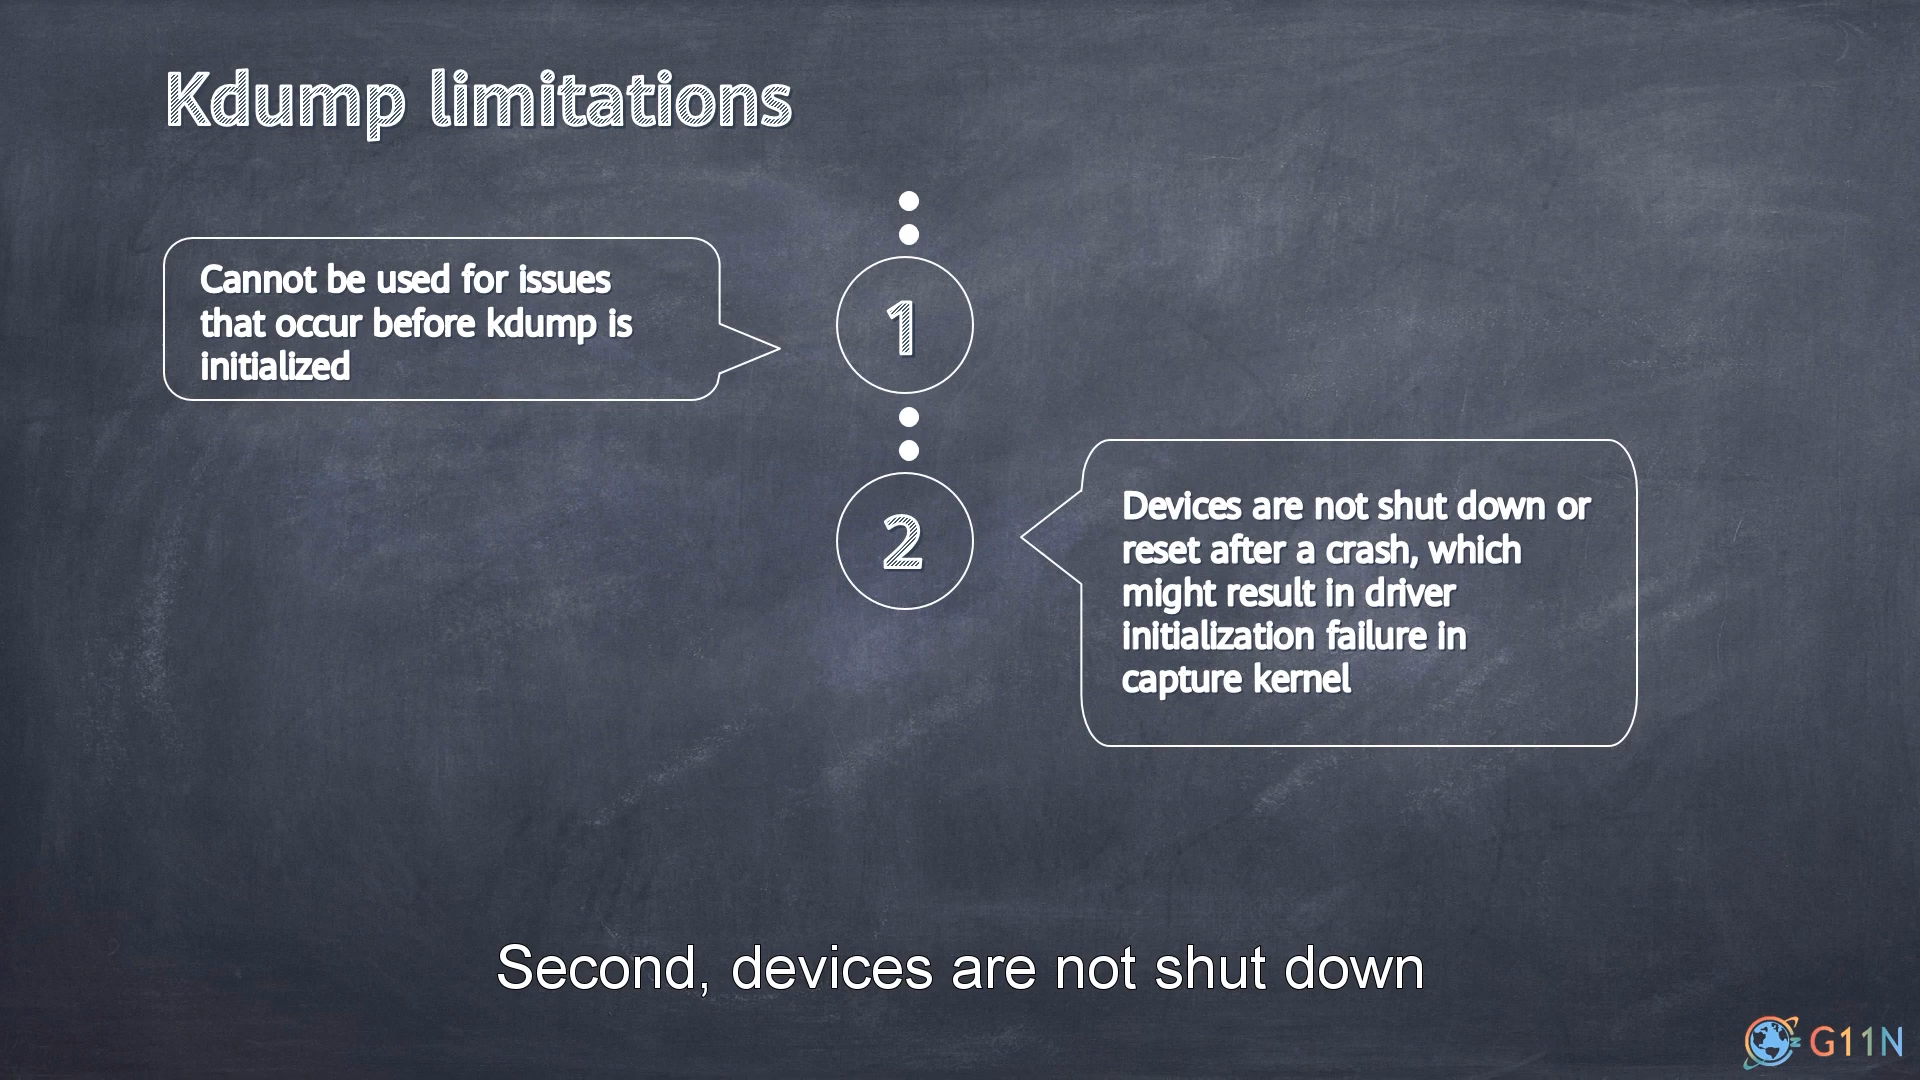 Kdump limitations
Cannot be used for issues
that occur before kdump is
initialized
1
2
Devices are not shut down or
reset after a crash, which
might result in driver
initialization failure in
capture kernel
Second, devices are not shut down
G11N